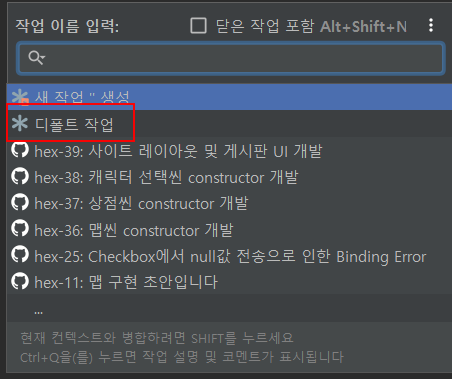 작업 이름 입력: 닫은 작업 포함 Alt+Shift+N
새 작업 '' 생성
디폴트 작업
hex-39: 사이트 레이아웃 및 게시판 UI 개발
hex-38: 캐릭터 선택씬 constructor 개발
hex-37: 상점씬 constructor 개발
hex-36: 맵씬 constructor 개발
hex-25: Checkbox에서 null값 전송으로 인한 Binding Error
hex-11: 맵 구현 초안입니다
...
현재 컨텍스트와 병합하려면 SHIFT를 누르세요
Ctrl+Q을(를) 누르면 작업 설명 및 코멘트가 표시됩니다